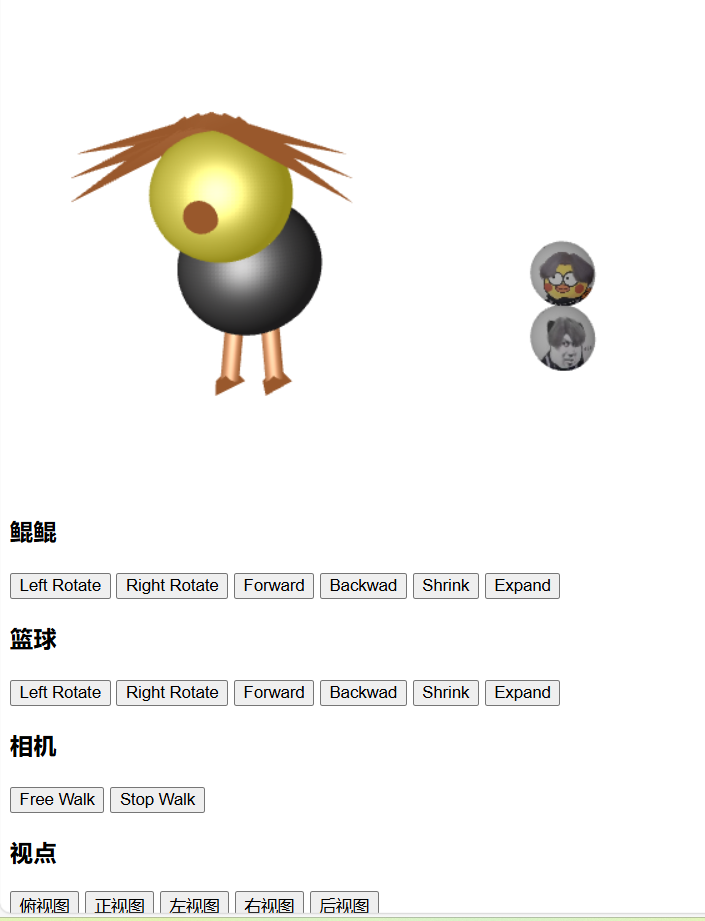 鲲鲲
Left Rotate Right Rotate Forward Backwad Shrink Expand
篮球
Left Rotate Right Rotate Forward Backwad Shrink Expand
相机
Free Walk Stop Walk
视点
俯视图 正视图 左视图 右视图 后视图